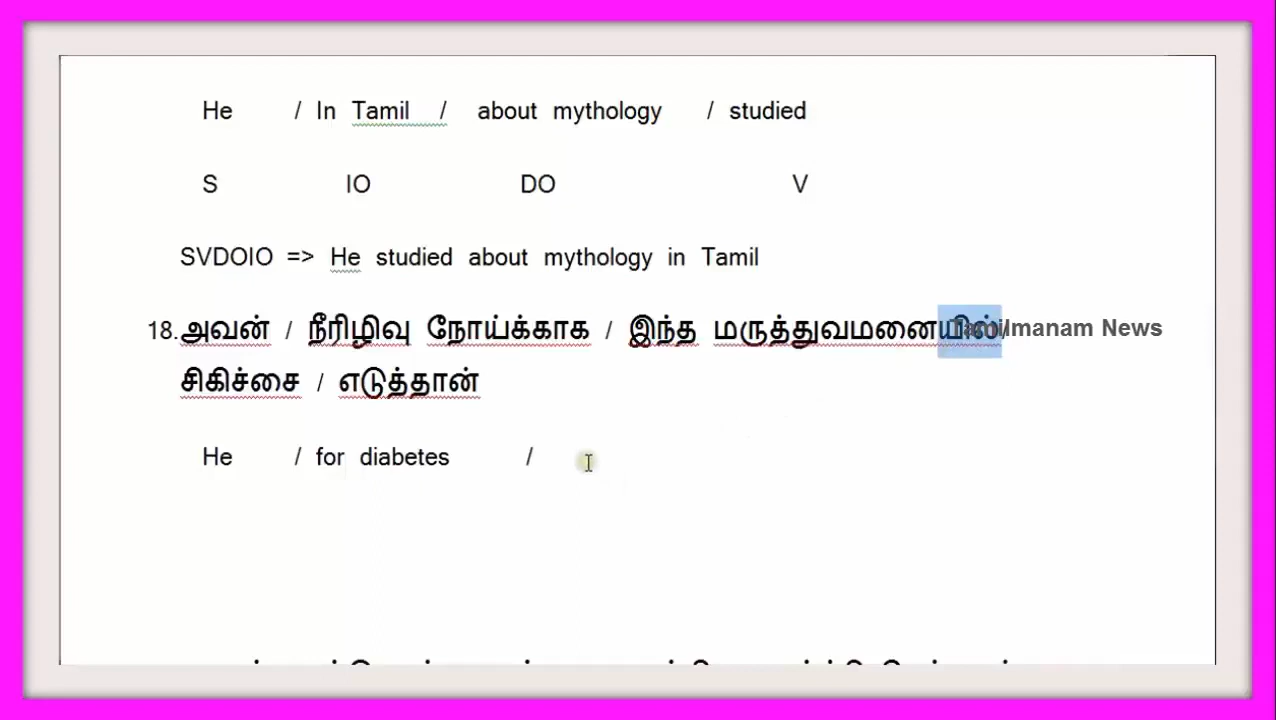 He / In Tamil / about mythology / studied
S IO DO V
SVDOIO => He studied about mythology in Tamil
18.அவன் / நீரிழிவு நோய்க்காக / இந்த மருத்துவமனையில் / Tamilmanam News
சிகிச்சை / எடுத்தான்
He / for diabetes /